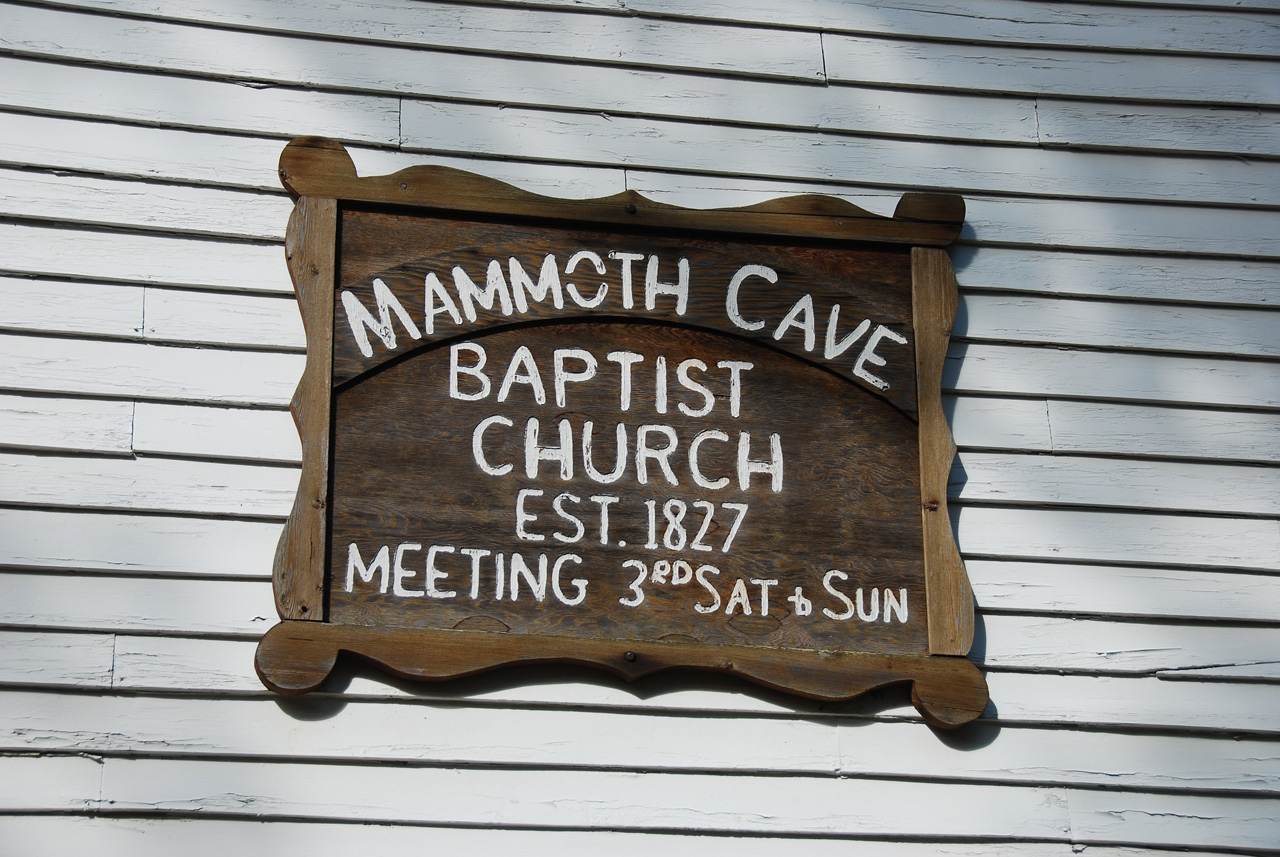 MAMMOTH CAVE
BAPTIST
CHURCH
EST. 1827
MEETING 3RD SAT & SUN